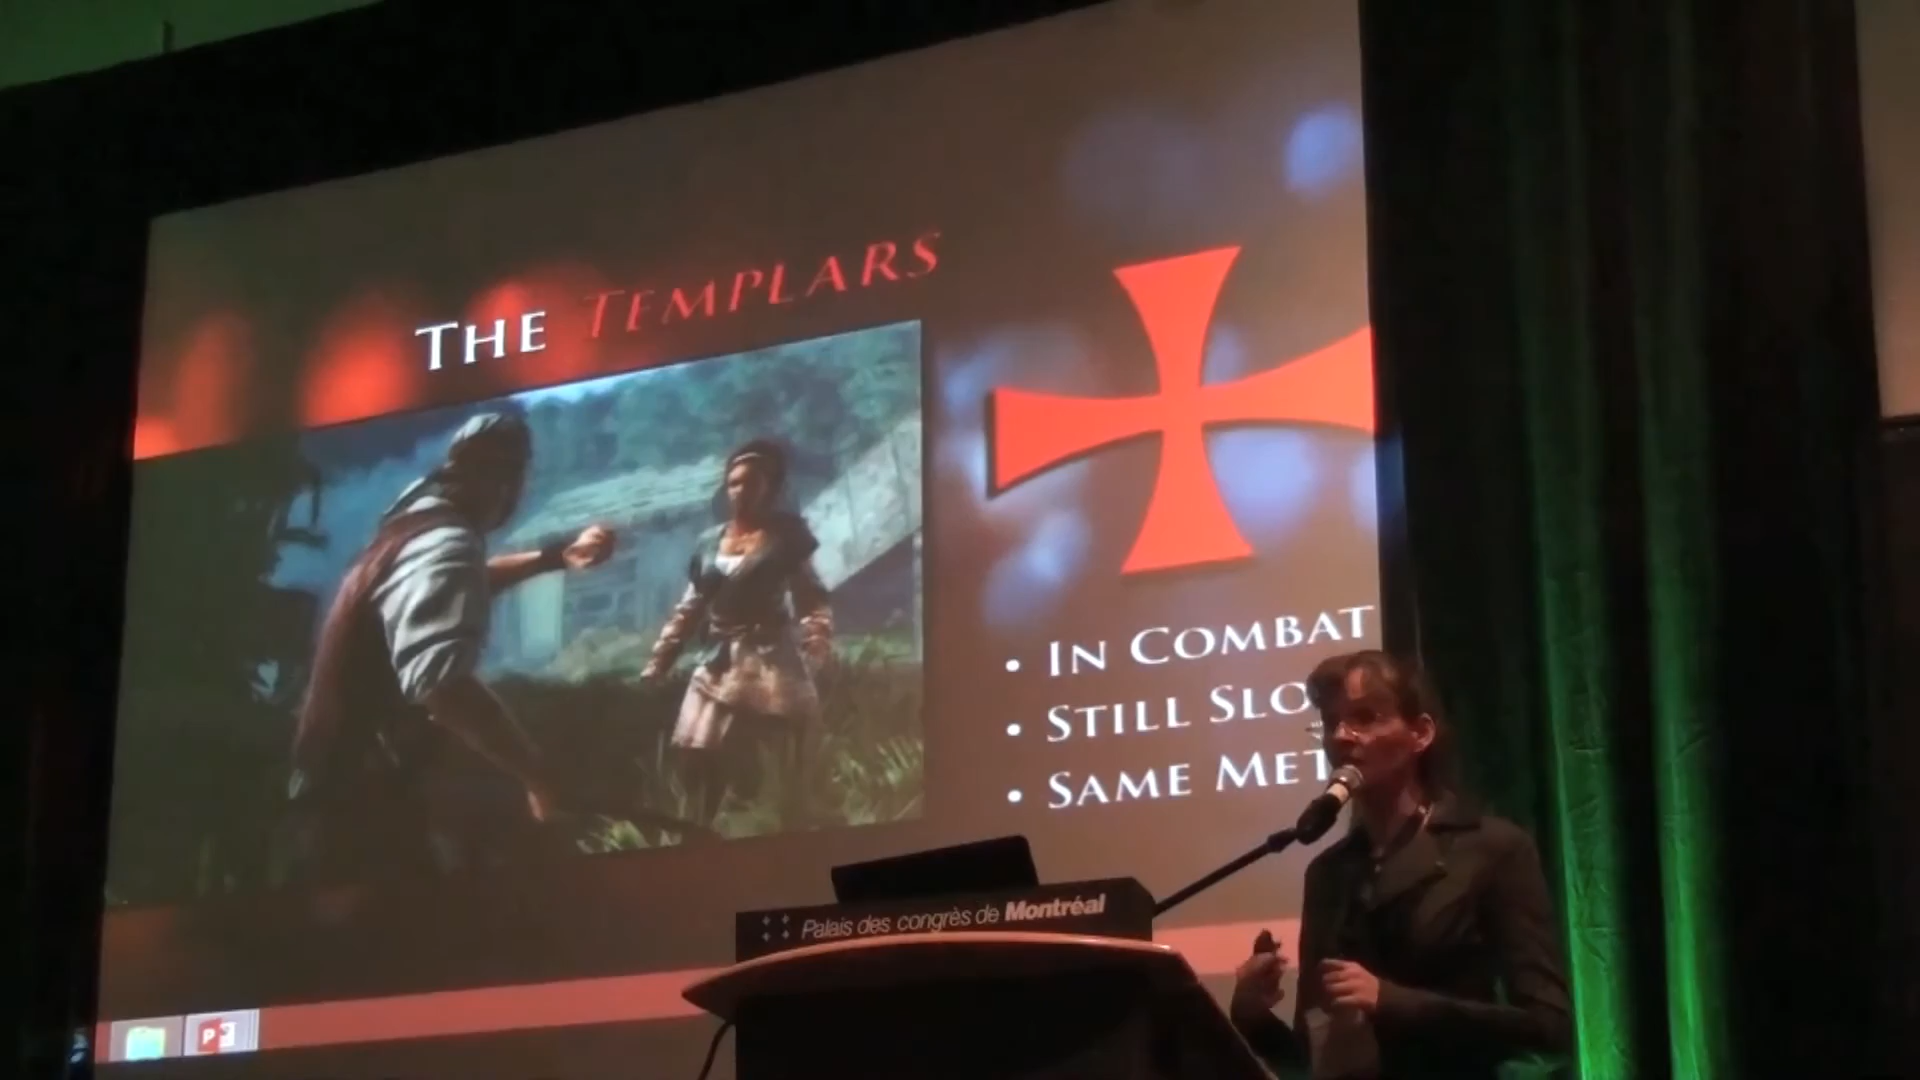 THE TEMPLARS
• IN COMBAT
• STILL SLO
• SAME MET
Palais des congrès de Montréal
P